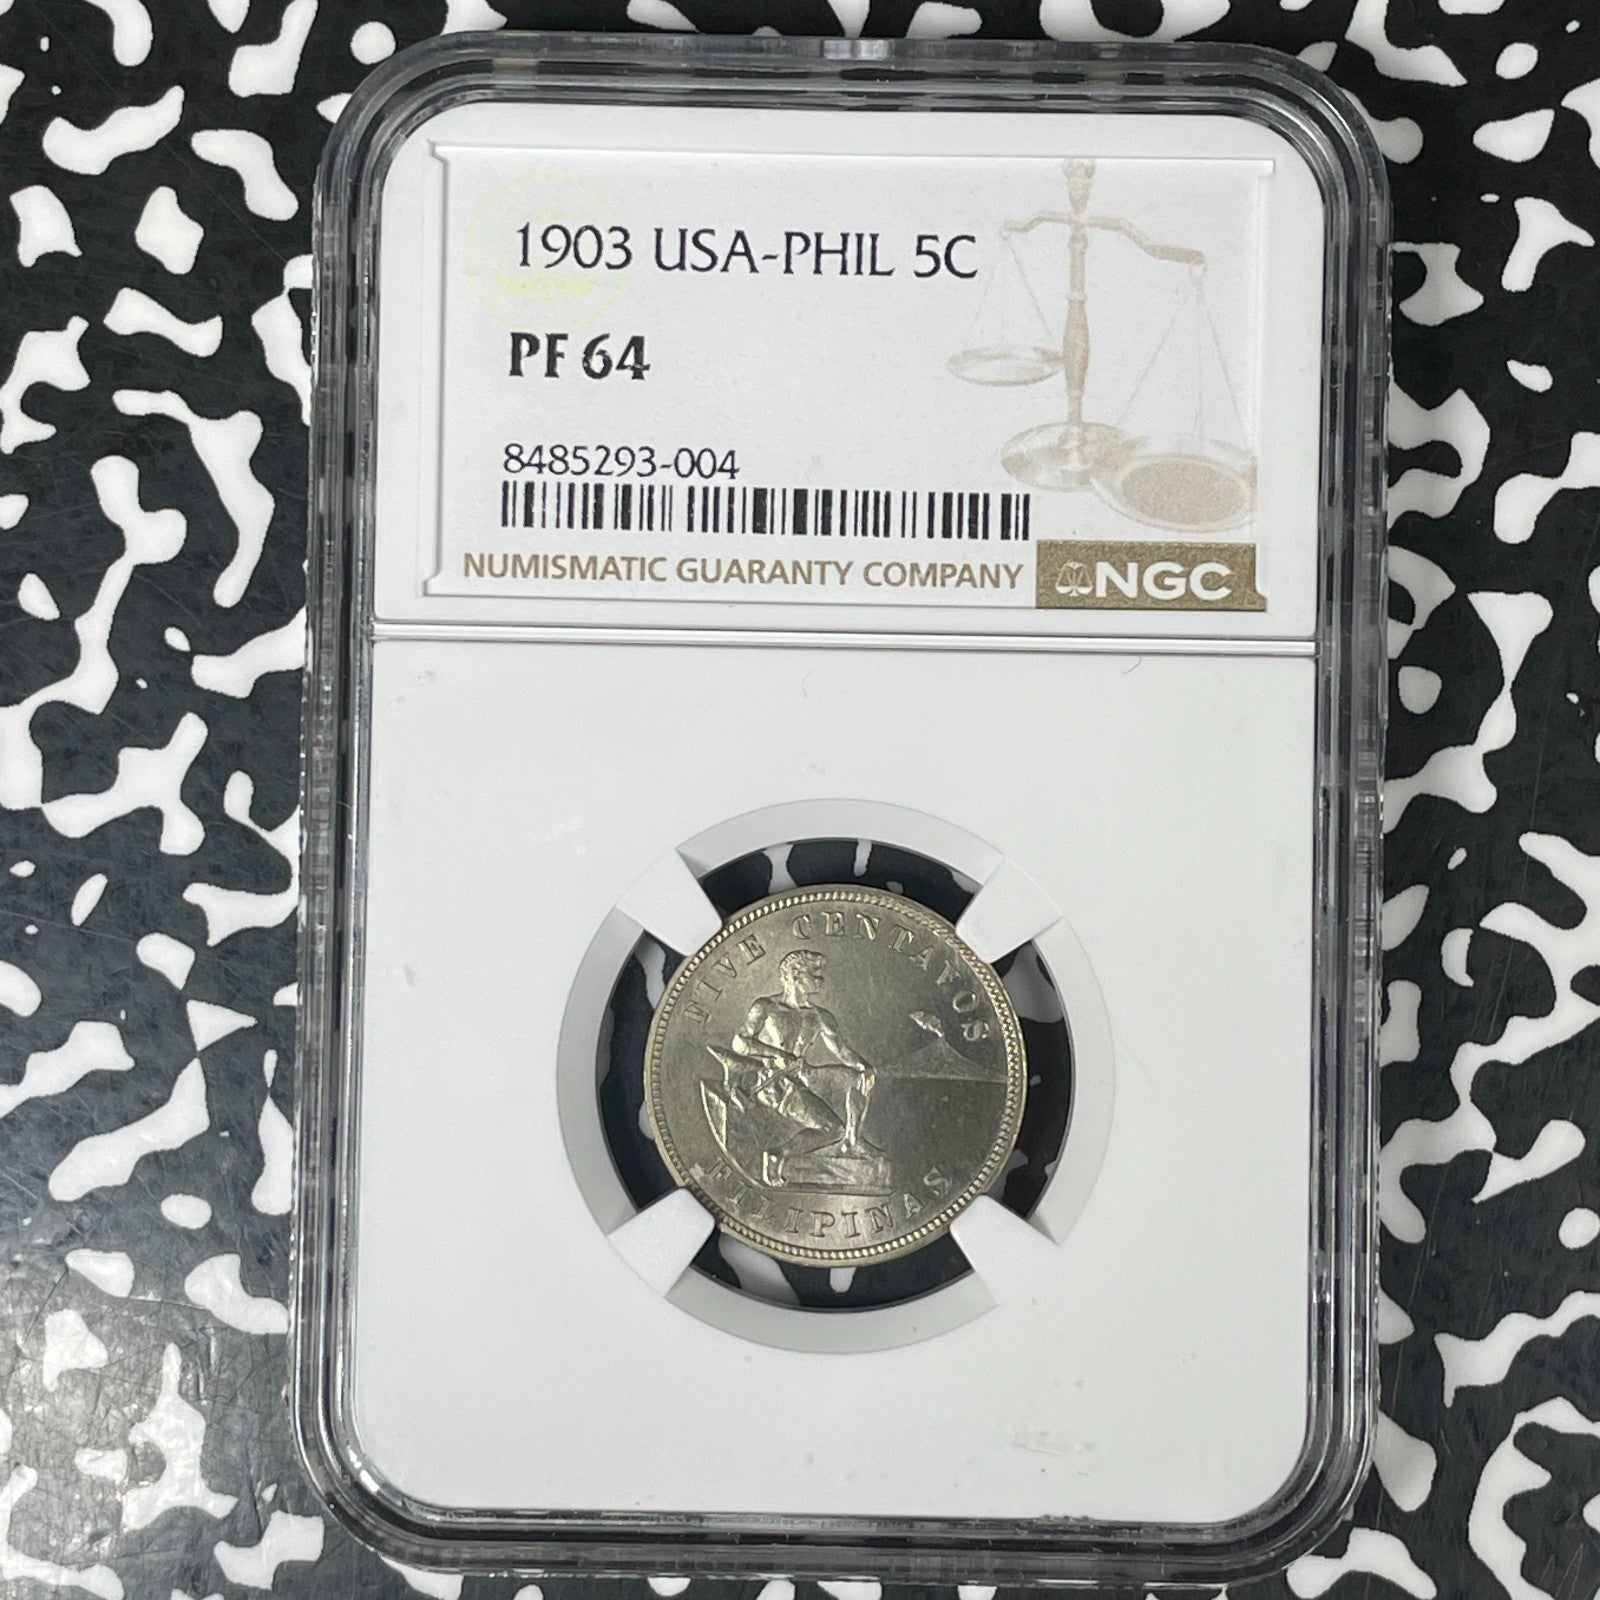 1903 USA-PHIL 5C
PF 64
8485293-004
NUMISMATIC GUARANTY COMPANY
NGC
FIVE CENTAVOS
FILIPINAS